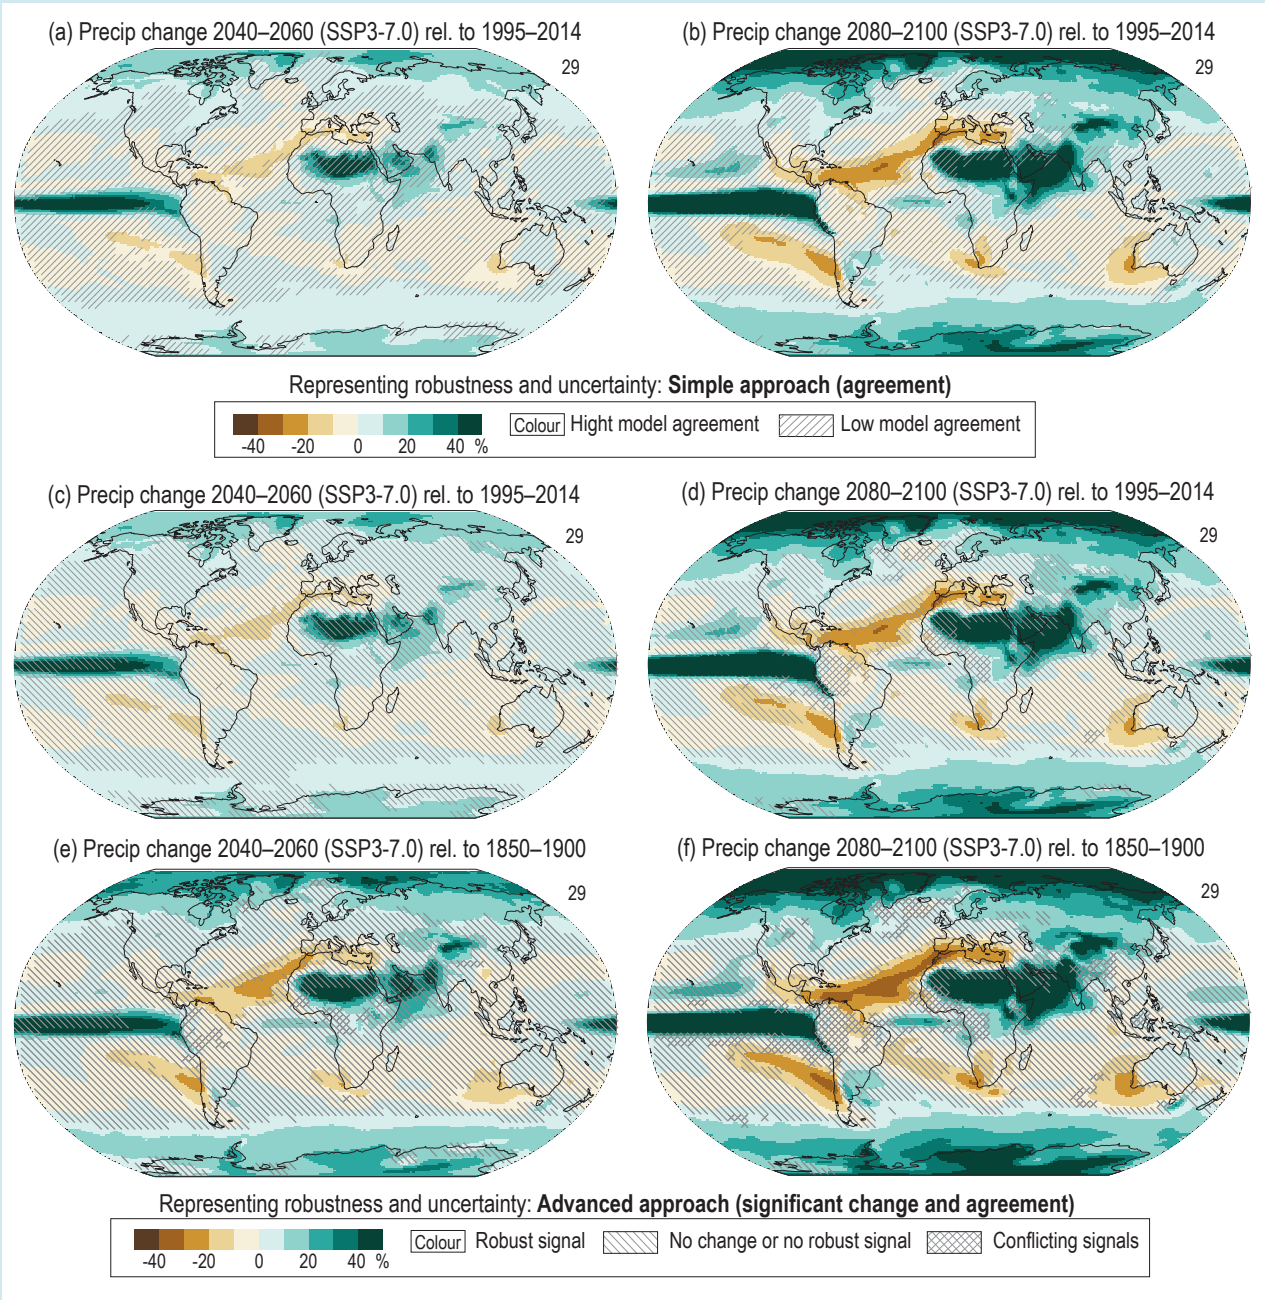 (a) Precip change 2040–2060 (SSP3-7.0) rel. to 1995–2014
29
(b) Precip change 2080–2100 (SSP3-7.0) rel. to 1995–2014
29
Representing robustness and uncertainty: Simple approach (agreement)
-40 -20 0 20 40 %
Colour Hight model agreement
Low model agreement
(c) Precip change 2040–2060 (SSP3-7.0) rel. to 1995–2014
29
(d) Precip change 2080–2100 (SSP3-7.0) rel. to 1995–2014
29
(e) Precip change 2040–2060 (SSP3-7.0) rel. to 1850–1900
29
(f) Precip change 2080–2100 (SSP3-7.0) rel. to 1850–1900
29
Representing robustness and uncertainty: Advanced approach (significant change and agreement)
-40 -20 0 20 40 %
Colour Robust signal
No change or no robust signal
Conflicting signals